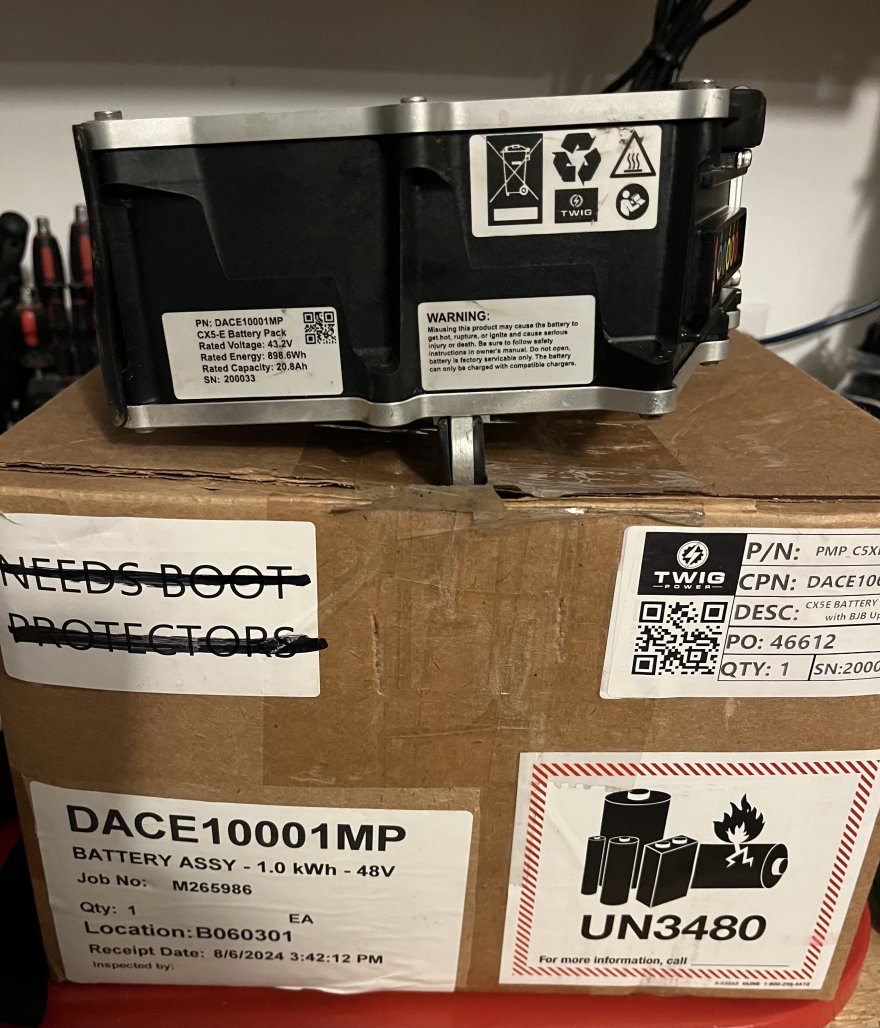 TWIG
PN: DACE10001MP
CX5-E Battery Pack
Rated Voltage: 43.2V
Rated Energy: 898.6Wh
Rated Capacity: 20.8Ah
SN: 200033
WARNING:
Misusing this product may cause the battery to
get hot, rupture, or ignite and cause serious
injury or death. Be sure to follow safety
instructions in owner's manual. Do not open,
battery is factory servicable only. The battery
can only be charged with compatible chargers.
NEEDS BOOT
PROTECTORS
TWIG
POWER
P/N: PMP_C5X
CPN: DACE100
DESC: CX5E BATTERY
with BJB Up
PO: 46612
QTY: 1 SN:2000
DACE10001MP
BATTERY ASSY - 1.0 kWh - 48V
Job No: M265986
Qty: 1 EA
Location:B060301
Receipt Date: 8/6/2024 3:42:12 PM
Inspected by:
UN3480
For more information, call